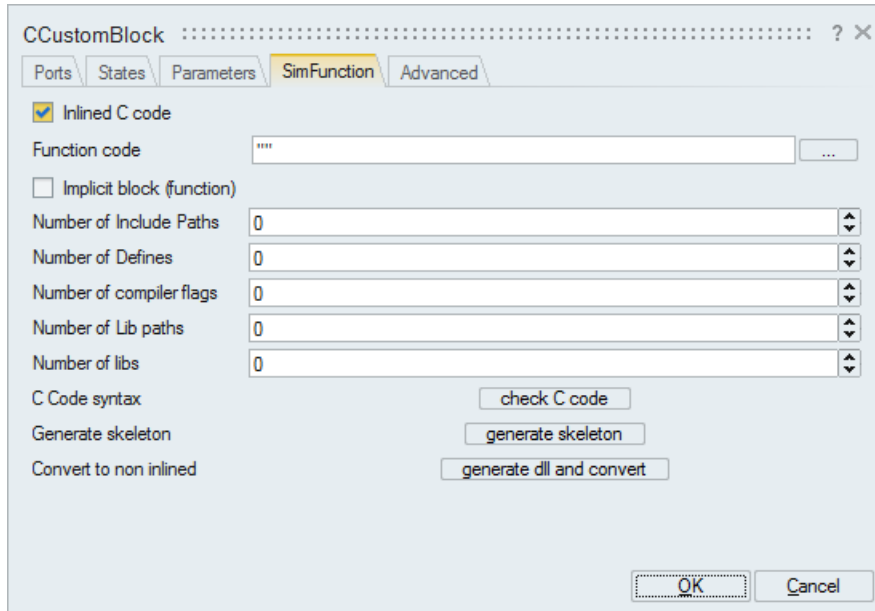 CCustomBlock ? ×
Ports States Parameters SimFunction Advanced
Inlined C code
Function code "" ...
Implicit block (function)
Number of Include Paths 0
Number of Defines 0
Number of compiler flags 0
Number of Lib paths 0
Number of libs 0
C Code syntax check C code
Generate skeleton generate skeleton
Convert to non inlined generate dll and convert
OK Cancel